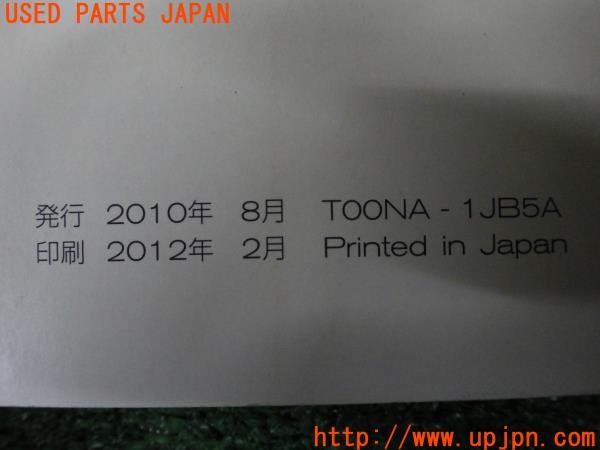 USED PARTS JAPAN
発行 2010年 8月 T00NA - 1JB5A
印刷 2012年 2月 Printed in Japan
http://www.upjpn.com/